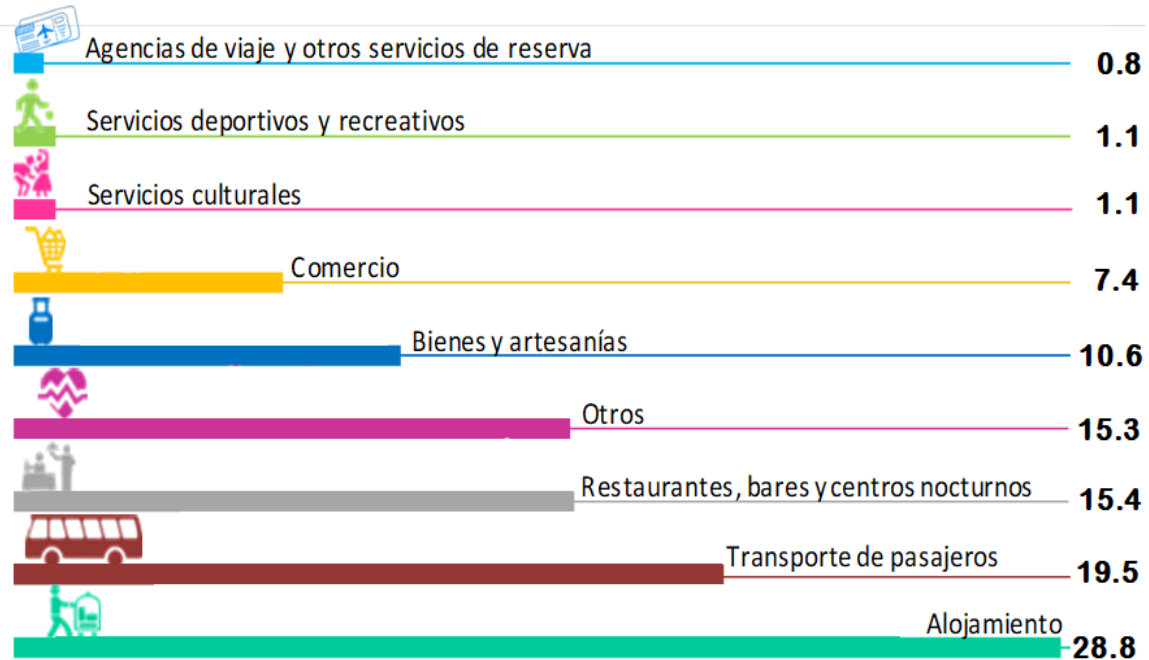 Agencias de viaje y otros servicios de reserva 0.8
Servicios deportivos y recreativos 1.1
Servicios culturales 1.1
Comercio 7.4
Bienes y artesanías 10.6
Otros 15.3
Restaurantes, bares y centros nocturnos 15.4
Transporte de pasajeros 19.5
Alojamiento 28.8